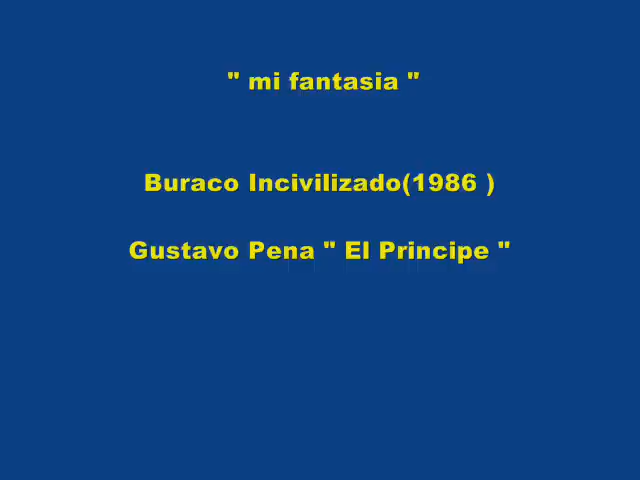 " mi fantasia "
Buraco Incivilizado(1986 )
Gustavo Pena " El Principe "